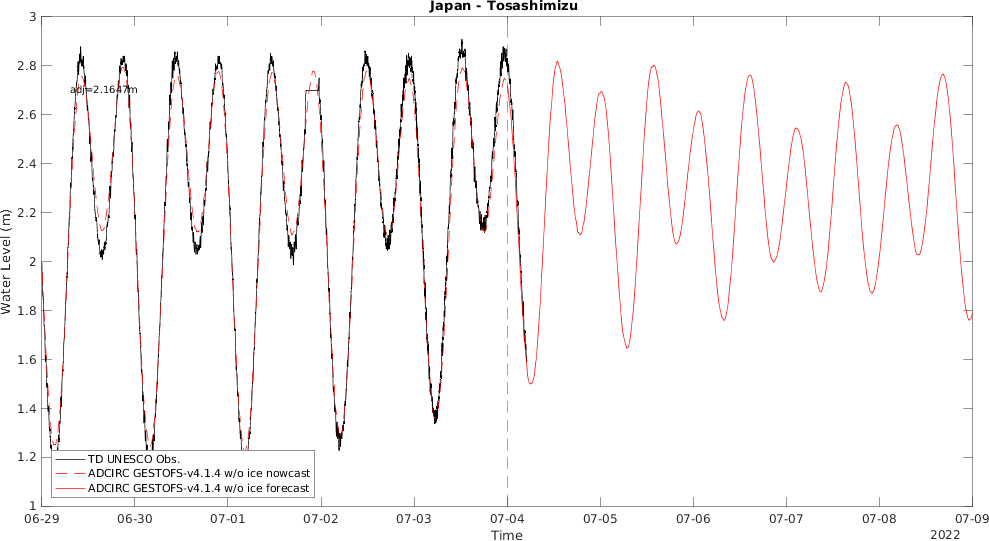 Japan - Tosashimizu
3
2.8
2.6
2.4
2.2
2
1.8
1.6
1.4
1.2
1
Water Level (m)
adj=2.1647m
TD UNESCO Obs.
ADCIRC GESTOFS-v4.1.4 w/o ice nowcast
ADCIRC GESTOFS-v4.1.4 w/o ice forecast
06-29 06-30 07-01 07-02 07-03 07-04 07-05 07-06 07-07 07-08 07-09
Time
2022